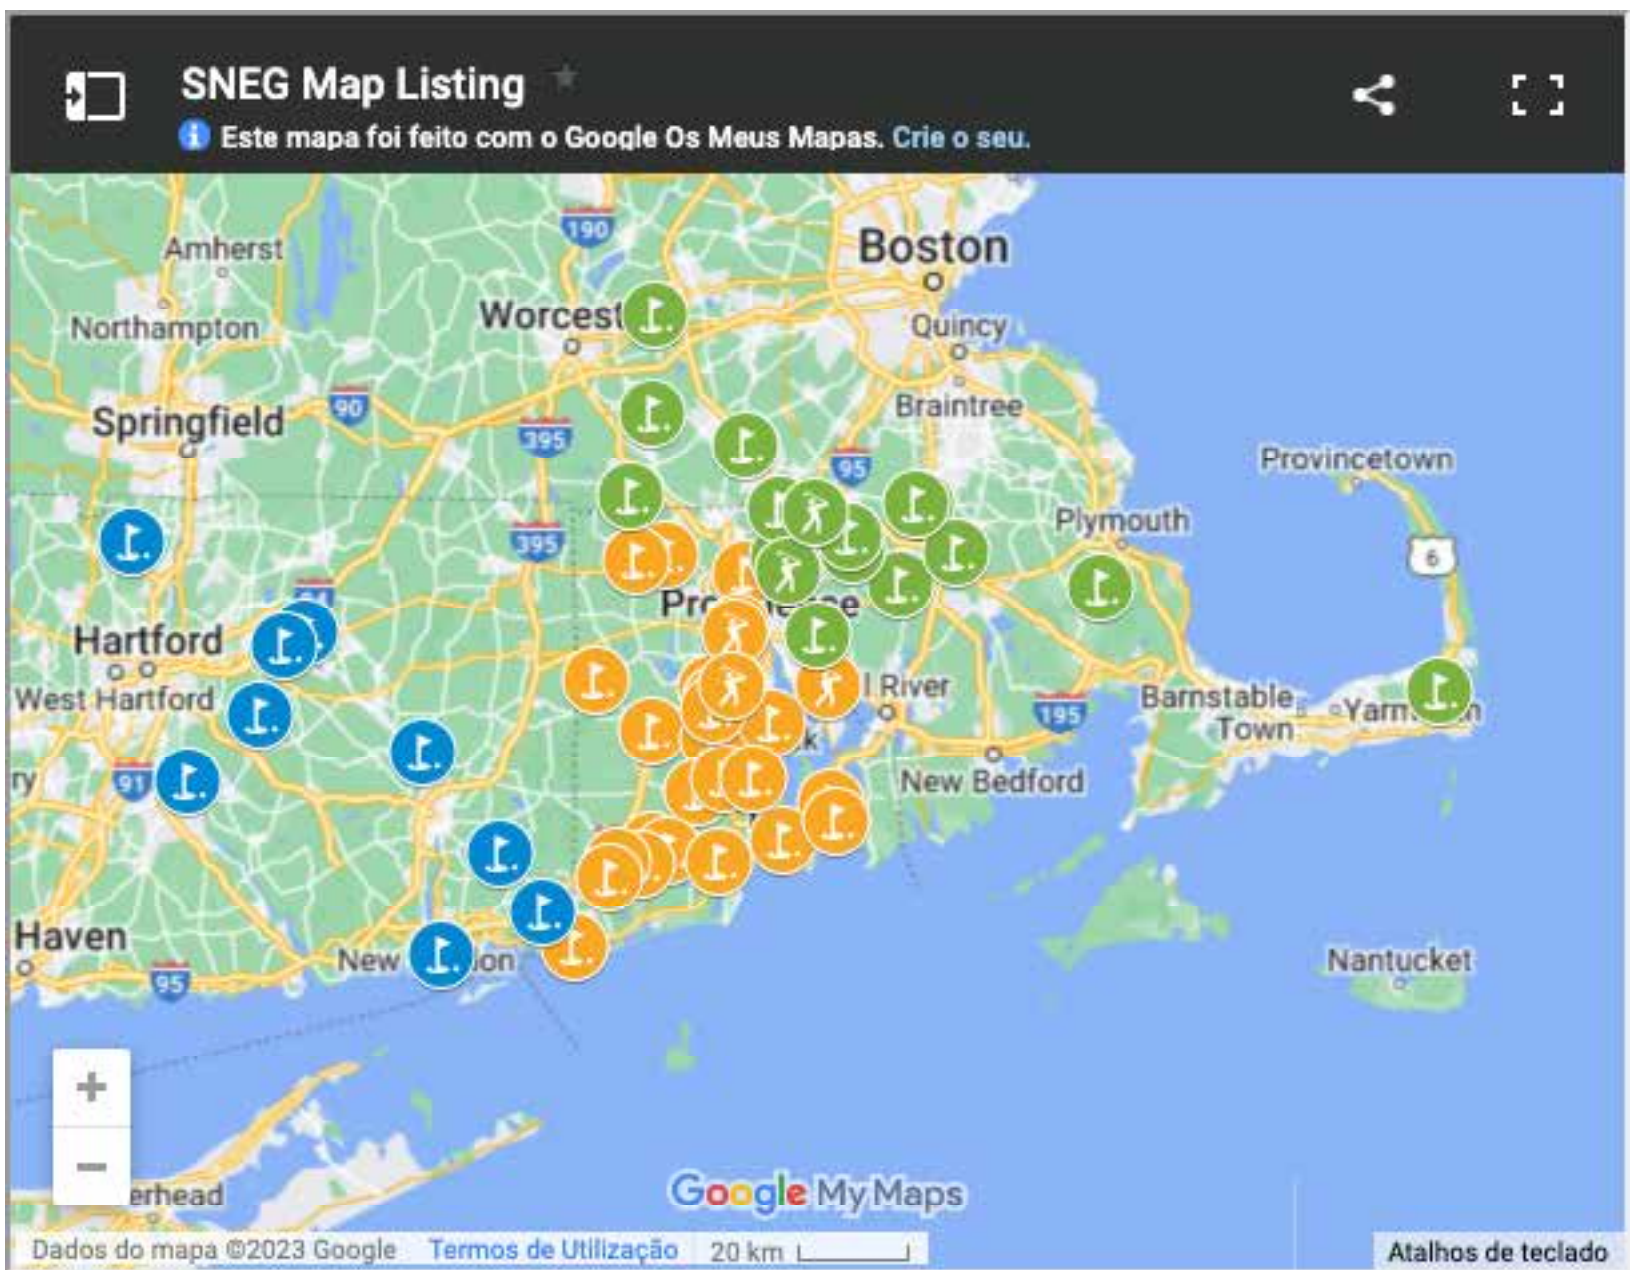 SNEG Map Listing
Este mapa foi feito com o Google Os Meus Mapas. Crie o seu.
190
Amherst
Boston
Worcest
Northampton
Quincy
90
Springfield
Braintree
395
95
Provincetown
Plymouth
395
6
Hartford
West Hartford
l River
Barnstable
Town
195
91
New Bedford
Haven
New
on
95
Nantucket
erhead
Google My Maps
Dados do mapa ©2023 Google
Termos de Utilização
20 km
Atalhos de teclado